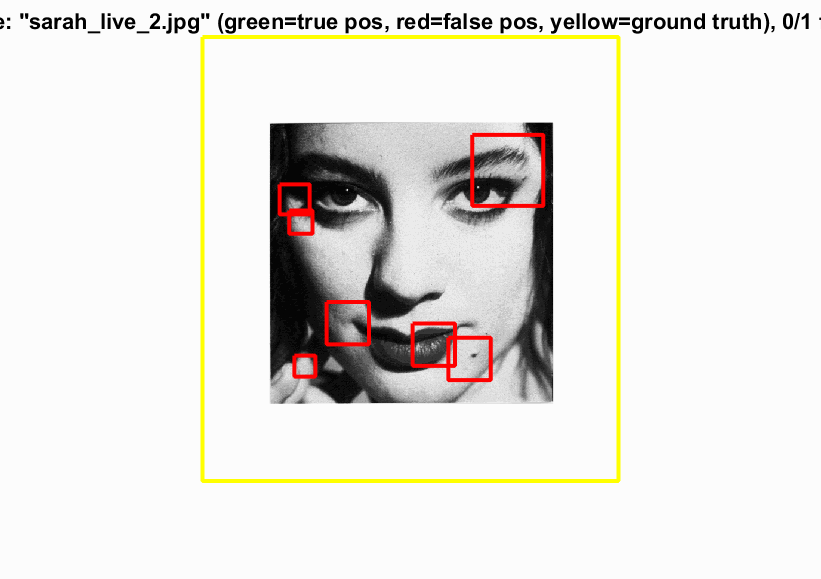 e: "sarah_live_2.jpg" (green=true pos, red=false pos, yellow=ground truth), 0/1